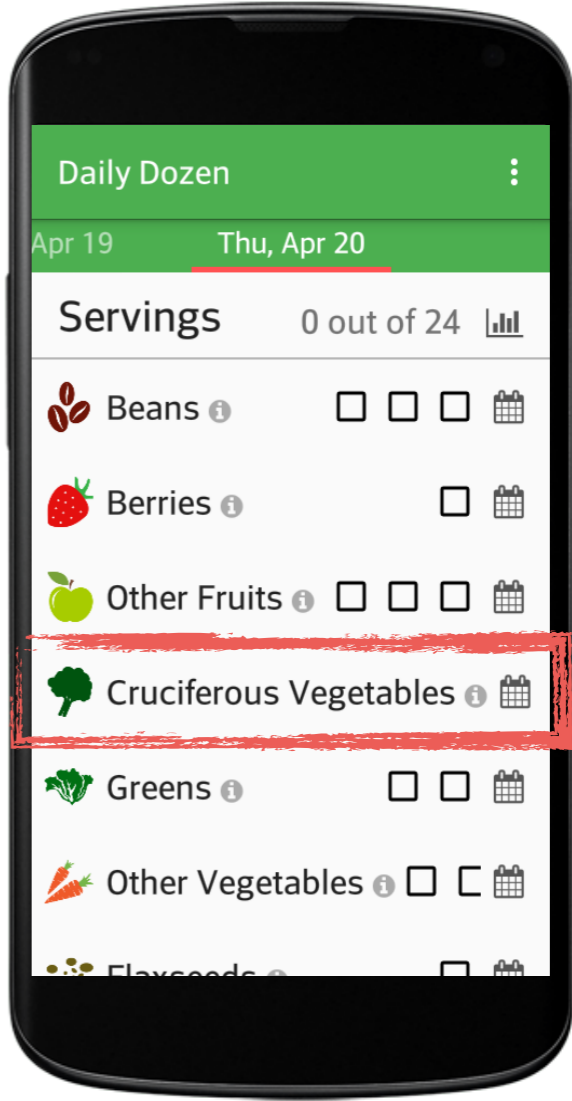 Daily Dozen
Apr 19 Thu, Apr 20
Servings 0 out of 24
Beans
Berries
Other Fruits
Cruciferous Vegetables
Greens
Other Vegetables
Flaxseeds